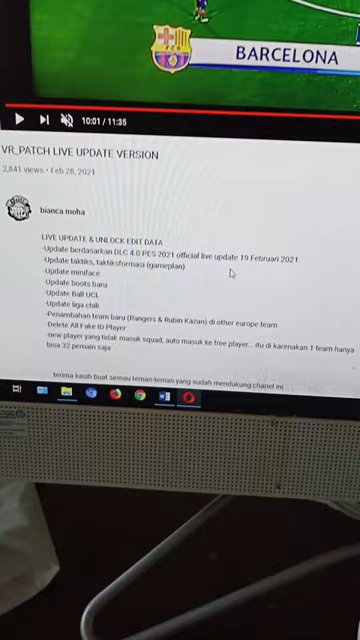 BARCELONA
10:01 / 11:35
VR_PATCH LIVE UPDATE VERSION
2,841 views • Feb 28, 2021
bianca moha
LIVE UPDATE & UNLOCK EDIT DATA
-Update berdasarkan DLC 4.0 PES 2021 official live update 19 Februari 2021
-Update taktiks, taktiksformasi (gameplan)
-Update miniface
-Update boots baru
-Update Ball UCL
-Update liga chili
-Penambahan team baru (Rangers & Rubin Kazan) di other europe team
-Delete All Fake ID Player
-new player yang tidak masuk squad, auto masuk ke free player... itu di karenakan 1 team hanya
bisa 32 pemain saja
terima kasih buat semau teman-teman yang sudah mendukung chanel ini